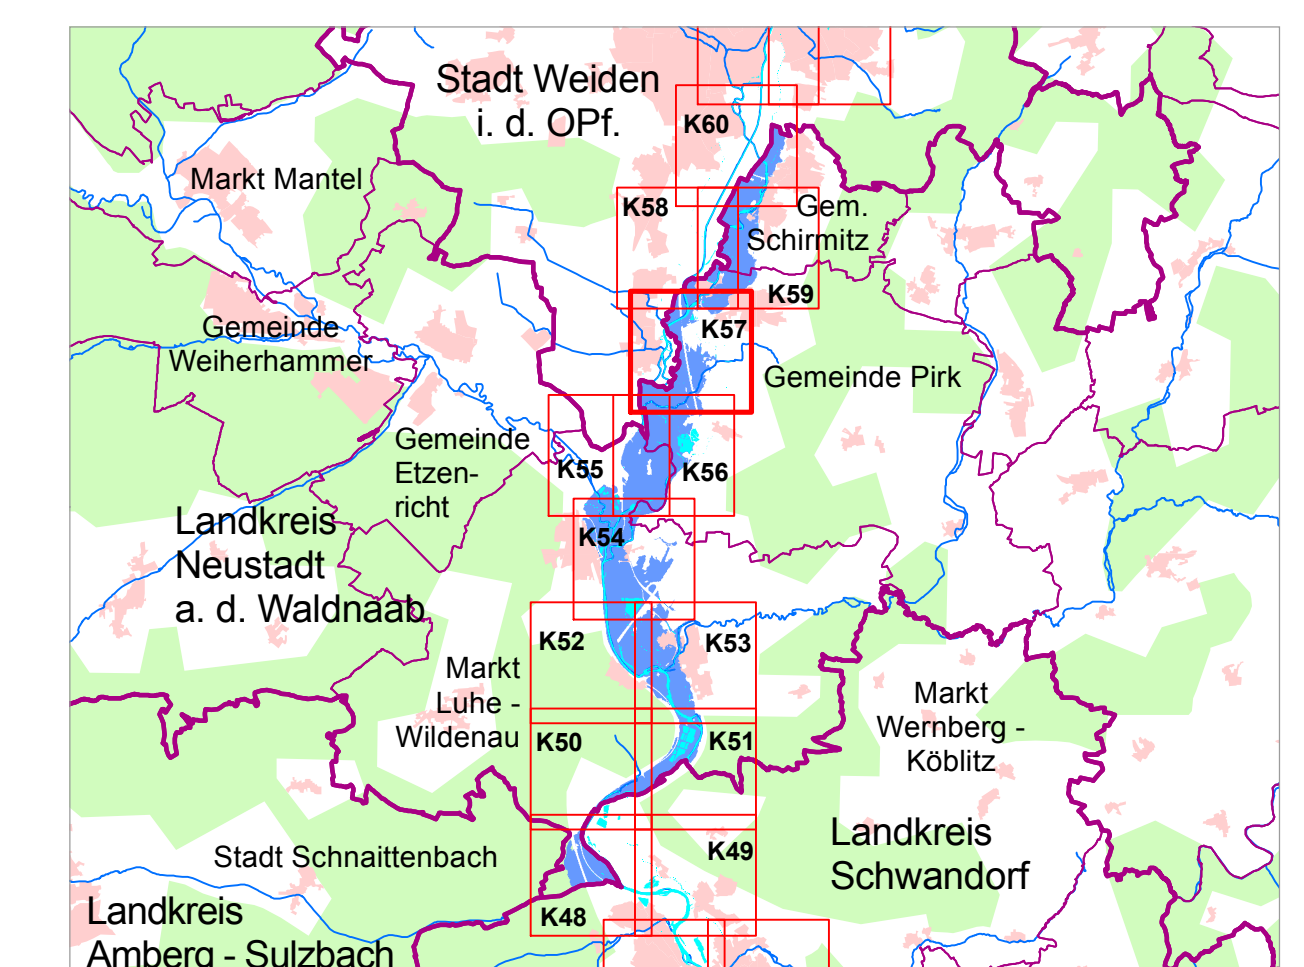 Stadt Weiden
i. d. OPf.
K60
Markt Mantel
K58
Gem.
Schirmitz
K59
Gemeinde
Weiherhammer
K57
Gemeinde Pirk
Gemeinde
Etzen-
richt
K55
K56
Landkreis
Neustadt
a. d. Waldnaab
K54
K52
K53
Markt
Luhe -
Wildenau
Markt
Wernberg -
Köblitz
K50
K51
Stadt Schnaittenbach
K49
Landkreis
Schwandorf
K48
Landkreis
Amberg - Sulzbach